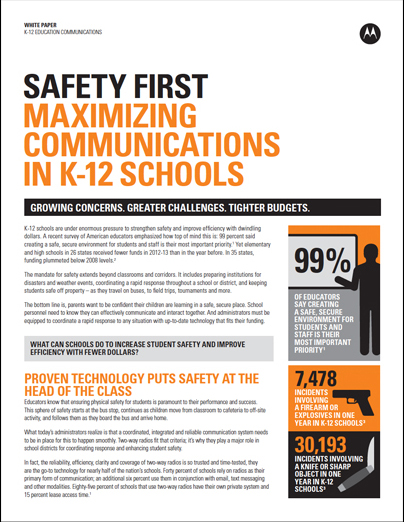 WHITE PAPER
K-12 EDUCATION COMMUNICATIONS
SAFETY FIRST
MAXIMIZING
COMMUNICATIONS
IN K-12 SCHOOLS
GROWING CONCERNS. GREATER CHALLENGES. TIGHTER BUDGETS.
K-12 schools are under enormous pressure to strengthen safety and improve efficiency with dwindling
dollars. A recent survey of American educators emphasized how top of mind this is: 99 percent said
creating a safe, secure environment for students and staff is their most important priority.¹ Yet elementary
and high schools in 26 states received fewer funds in 2012-13 than in the year before. In 35 states,
funding plummeted below 2008 levels.²
The mandate for safety extends beyond classrooms and corridors. It includes preparing institutions for
disasters and weather events, coordinating a rapid response throughout a school or district, and keeping
students safe off property – as they travel on buses, to field trips, tournaments and more.
The bottom line is, parents want to be confident their children are learning in a safe, secure place. School
personnel need to know they can effectively communicate and interact together. And administrators must be
equipped to coordinate a rapid response to any situation with up-to-date technology that fits their funding.
WHAT CAN SCHOOLS DO TO INCREASE STUDENT SAFETY AND IMPROVE
EFFICIENCY WITH FEWER DOLLARS?
PROVEN TECHNOLOGY PUTS SAFETY AT THE
HEAD OF THE CLASS
Educators know that ensuring physical safety for students is paramount to their performance and success.
This sphere of safety starts at the bus stop, continues as children move from classroom to cafeteria to off-site
activity, and follows them as they board the bus and arrive home.
What today's administrators realize is that a coordinated, integrated and reliable communication system needs
to be in place for this to happen smoothly. Two-way radios fit that criteria; it's why they play a major role in
school districts for coordinating response and enhancing student safety.
In fact, the reliability, efficiency, clarity and coverage of two-way radios is so trusted and time-tested, they
are the go-to technology for nearly half of the nation's schools. Forty percent of schools rely on radios as their
primary form of communication; an additional six percent use them in conjunction with email, text messaging
and other modalities. Eighty-five percent of schools that use two-way radios have their own private system and
15 percent lease access time.
99%
OF EDUCATORS
SAY CREATING
A SAFE, SECURE
ENVIRONMENT FOR
STUDENTS AND
STAFF IS THEIR
MOST IMPORTANT
PRIORITY
7,478
INCIDENTS
INVOLVING
A FIREARM OR
EXPLOSIVES IN ONE
YEAR IN K-12 SCHOOLS
30,193
INCIDENTS INVOLVING
A KNIFE OR SHARP
OBJECT IN ONE
YEAR IN K-12
SCHOOLS